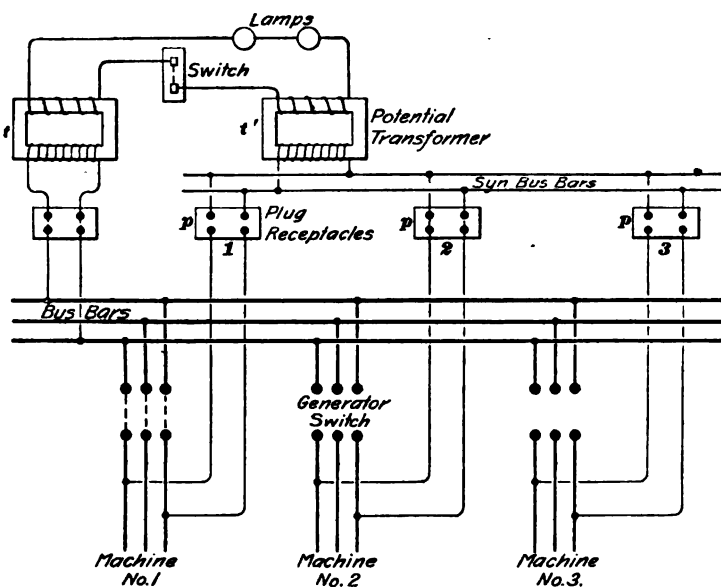 Lamps
Switch
t
t'
Potential
Transformer
Syn Bus Bars
p
Plug
Receptacles
1
p
2
p
3
Bus Bars
Generator
Switch
Machine
No.1
Machine
No.2
Machine
No.3.